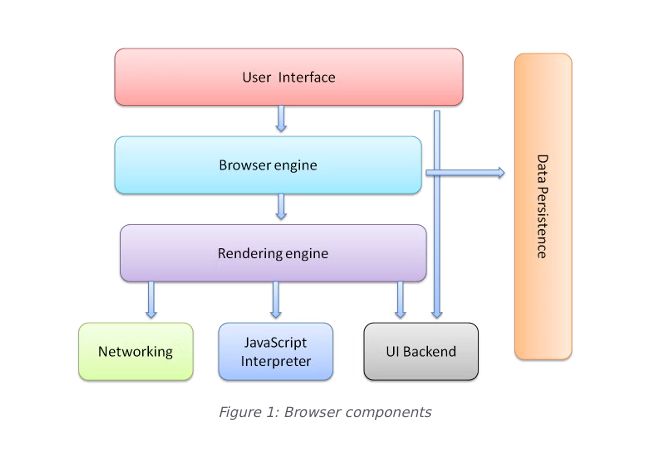 User Interface
Browser engine
Data Persistence
Rendering engine
Networking
JavaScript
Interpreter
UI Backend
Figure 1: Browser components